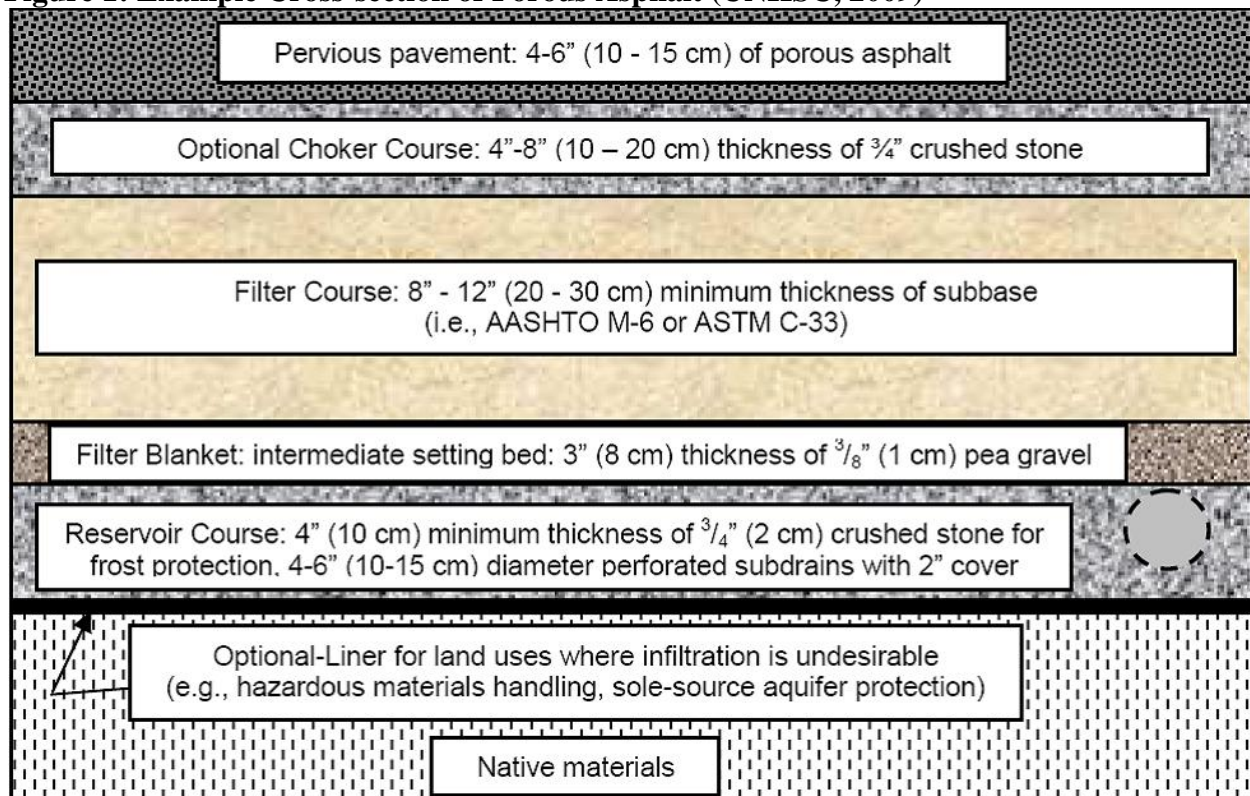 Pervious pavement: 4-6” (10 - 15 cm) of porous asphalt
Optional Choker Course: 4”-8” (10 – 20 cm) thickness of ¾” crushed stone
Filter Course: 8” - 12” (20 - 30 cm) minimum thickness of subbase
(i.e., AASHTO M-6 or ASTM C-33)
Filter Blanket: intermediate setting bed: 3” (8 cm) thickness of 3/8” (1 cm) pea gravel
Reservoir Course: 4” (10 cm) minimum thickness of 3/4” (2 cm) crushed stone for
frost protection, 4-6” (10-15 cm) diameter perforated subdrains with 2” cover
Optional-Liner for land uses where infiltration is undesirable
(e.g., hazardous materials handling, sole-source aquifer protection)
Native materials